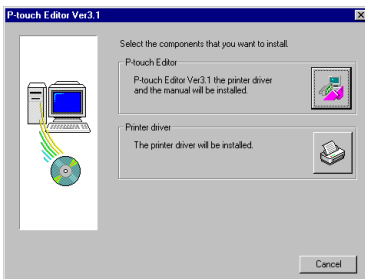 P-touch Editor Ver3.1
Select the components that you want to install.
P-touch Editor
P-touch Editor Ver3.1 the printer driver
and the manual will be installed.
Printer driver
The printer driver will be installed.
Cancel